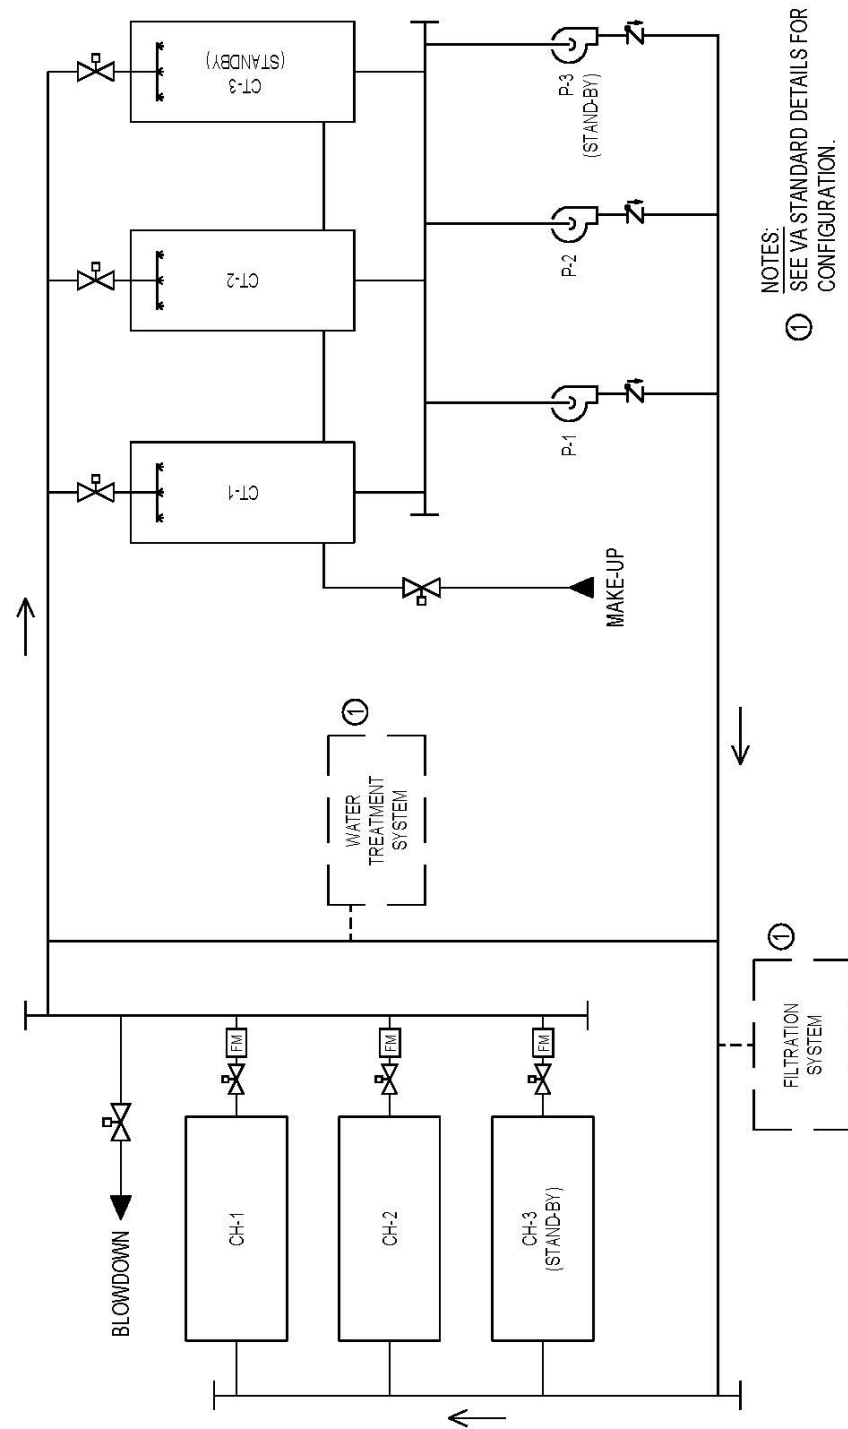 BLOWDOWN
CH-1
CH-2
CH-3
(STAND-BY)
FM
FM
FM
FILTRATION
SYSTEM
1
WATER
TREATMENT
SYSTEM
1
MAKE-UP
CT-1
CT-2
CT-3
(STANDBY)
P-1
P-2
P-3
(STAND-BY)
NOTES:
1 SEE VA STANDARD DETAILS FOR
CONFIGURATION.